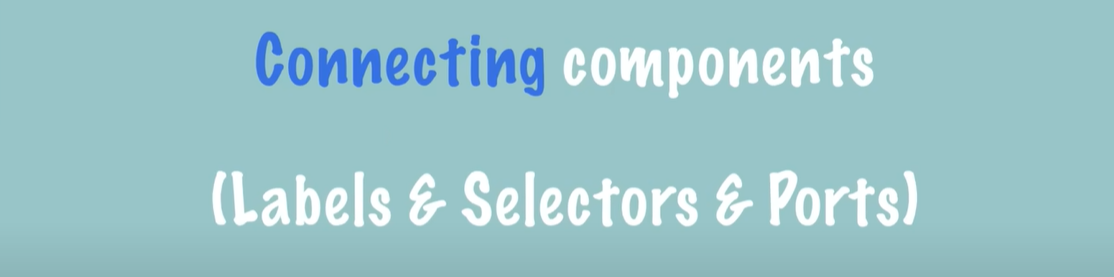 Connecting components
(Labels & Selectors & Ports)